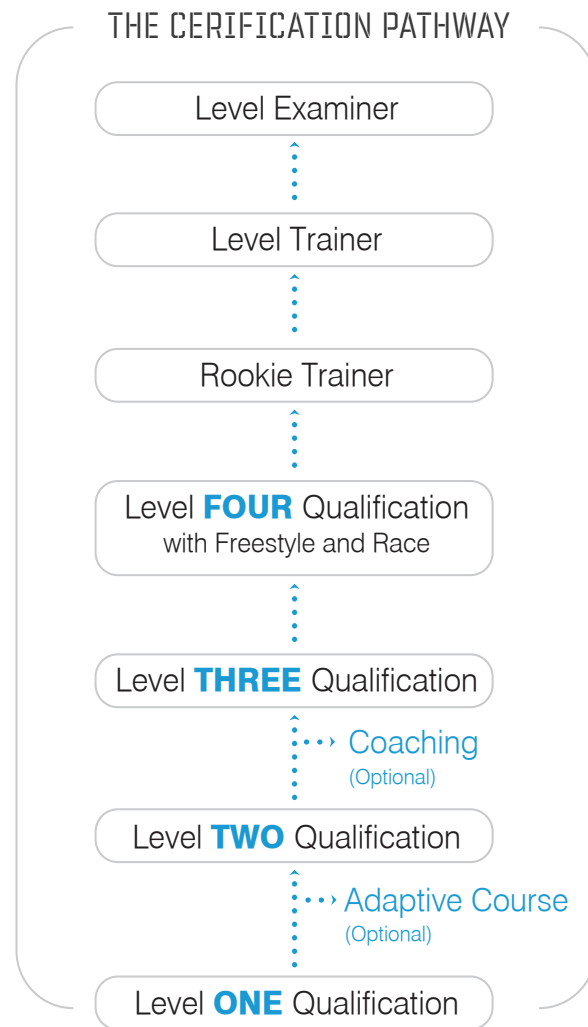 THE CERIFICATION PATHWAY
Level Examiner
Level Trainer
Rookie Trainer
Level FOUR Qualification
with Freestyle and Race
Level THREE Qualification
Coaching
(Optional)
Level TWO Qualification
Adaptive Course
(Optional)
Level ONE Qualification